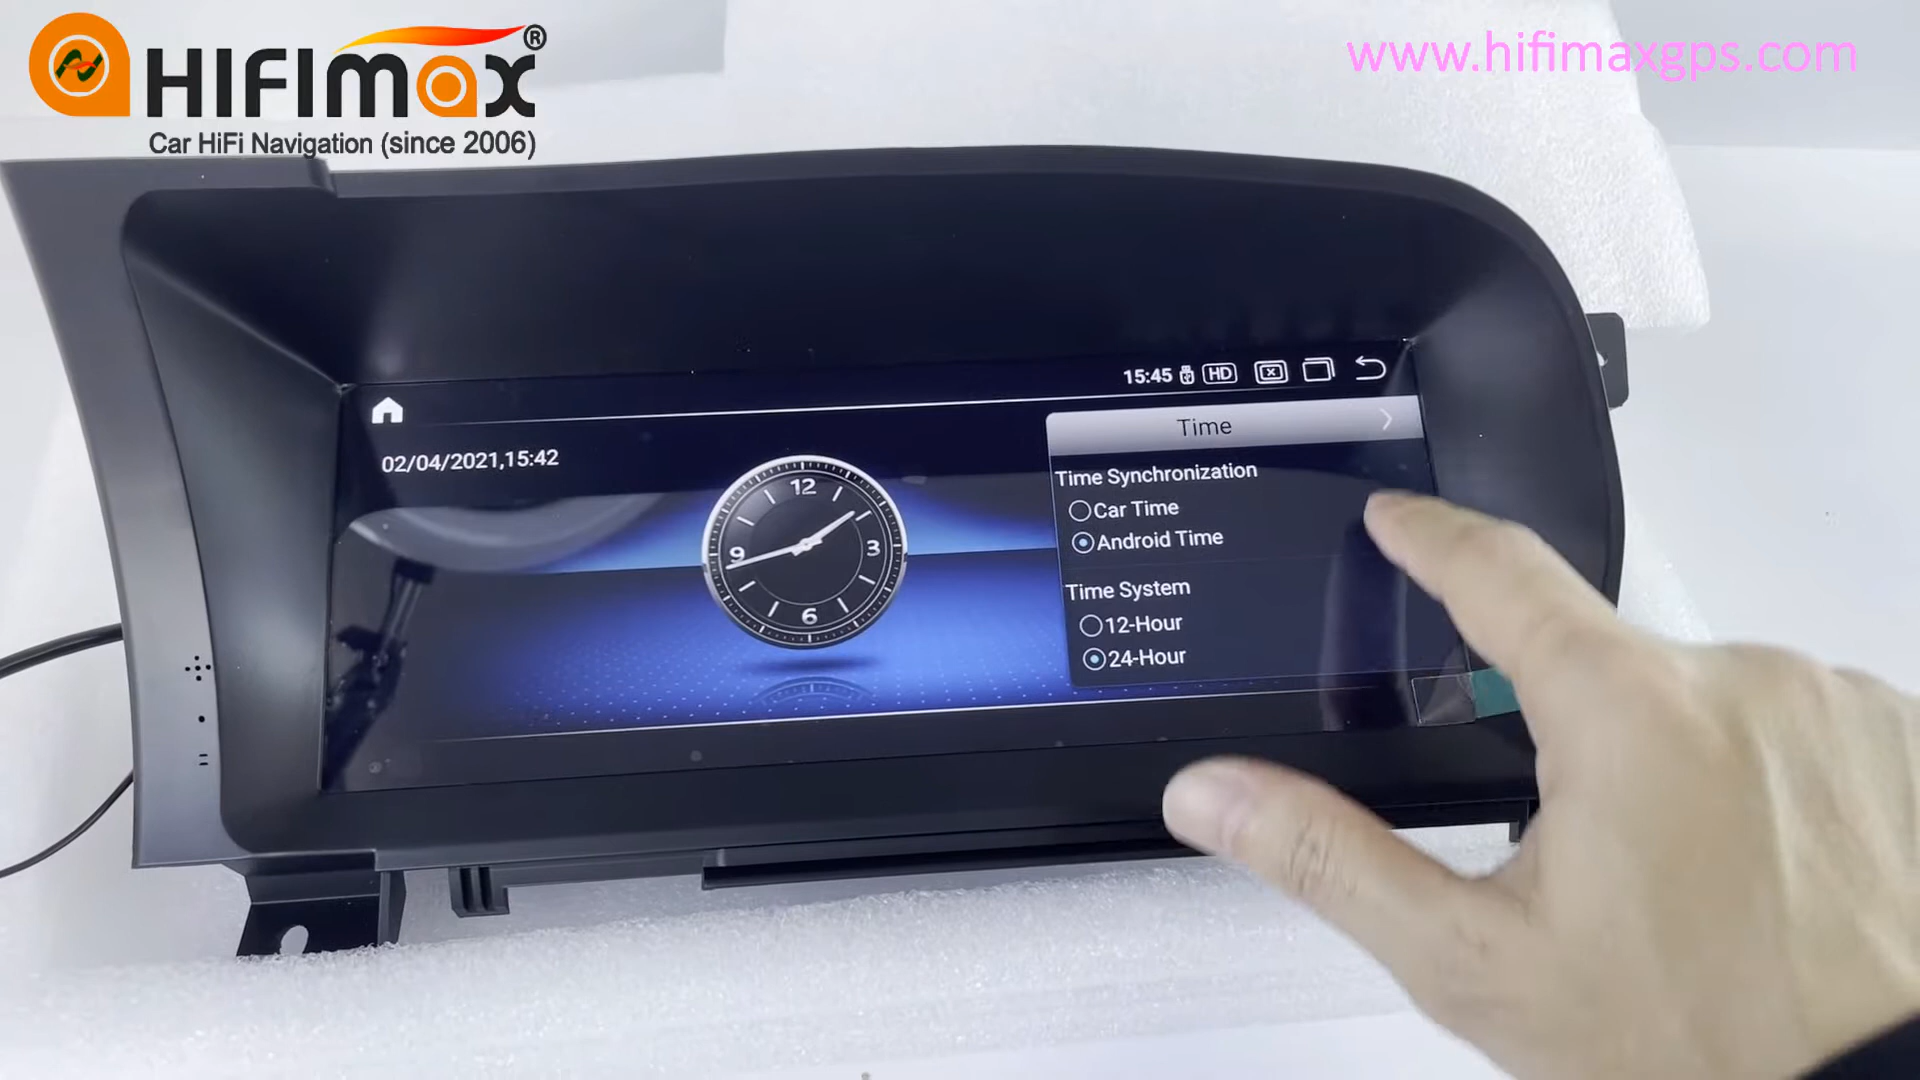 HIFIMAX®
Car HiFi Navigation (since 2006)
www.hifimaxgps.com
15:45 HD
02/04/2021,15:42
12
9
3
6
Time
Time Synchronization
Car Time
Android Time
Time System
12-Hour
24-Hour